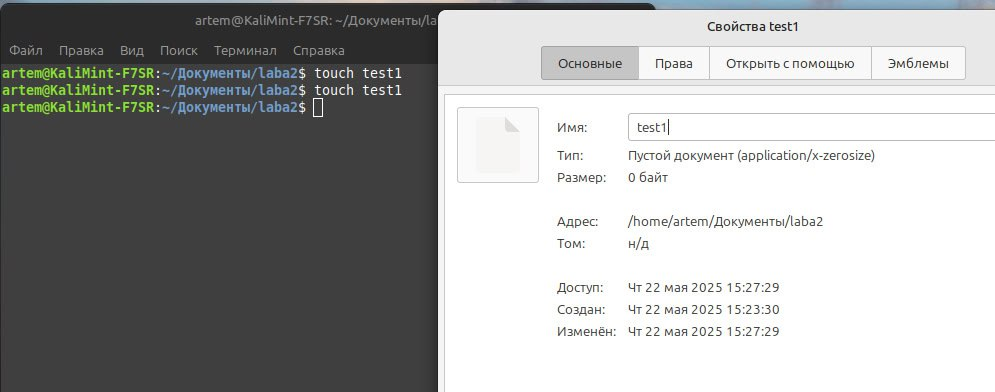 artem@KaliMint-F7SR: ~/Документы/la
Файл Правка Вид Поиск Терминал Справка
artem@KaliMint-F7SR:~/Документы/laba2$ touch test1
artem@KaliMint-F7SR:~/Документы/laba2$ touch test1
artem@KaliMint-F7SR:~/Документы/laba2$
Свойства test1
Основные Права Открыть с помощью Эмблемы
Имя: test1
Тип: Пустой документ (application/x-zerosize)
Размер: 0 байт
Адрес: /home/artem/Документы/laba2
Том: н/д
Доступ: Чт 22 мая 2025 15:27:29
Создан: Чт 22 мая 2025 15:23:30
Изменён: Чт 22 мая 2025 15:27:29